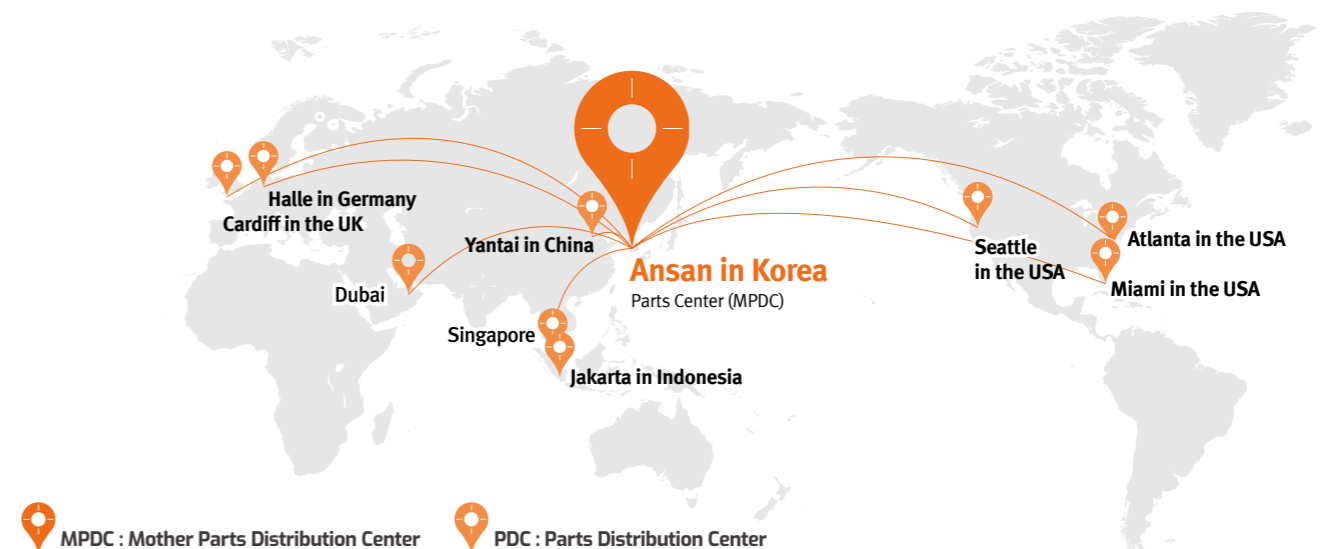 Halle in Germany
Cardiff in the UK
Yantai in China
Dubai
Ansan in Korea
Parts Center (MPDC)
Singapore
Jakarta in Indonesia
Seattle
in the USA
Atlanta in the USA
Miami in the USA
MPDC : Mother Parts Distribution Center
PDC : Parts Distribution Center